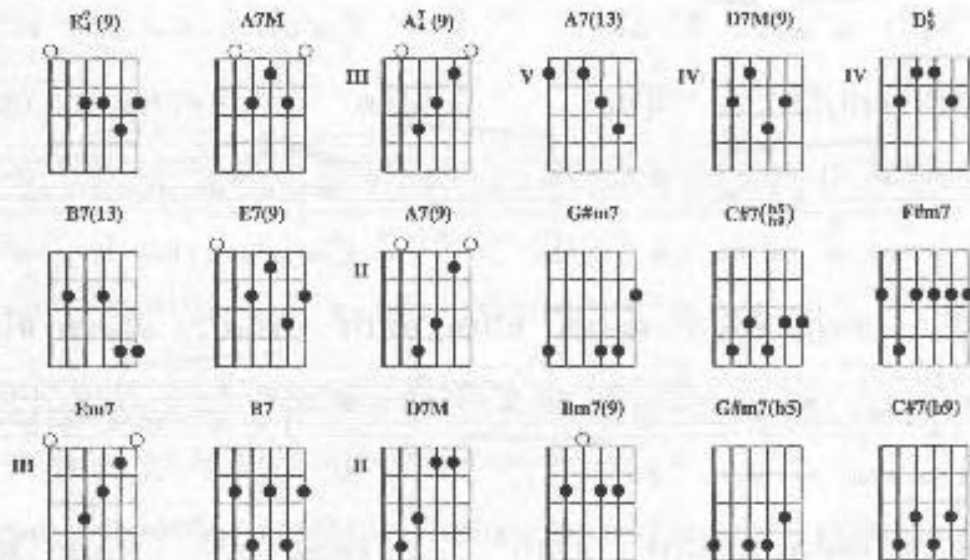 A7M A7(13) D7M(9)
III V IV IV
B7(13) E7(9) A7(9) G#m7 F#m7
II
Em7 B7 D7M Bm7(9) G#m7(b5) C#7(b9)
III II